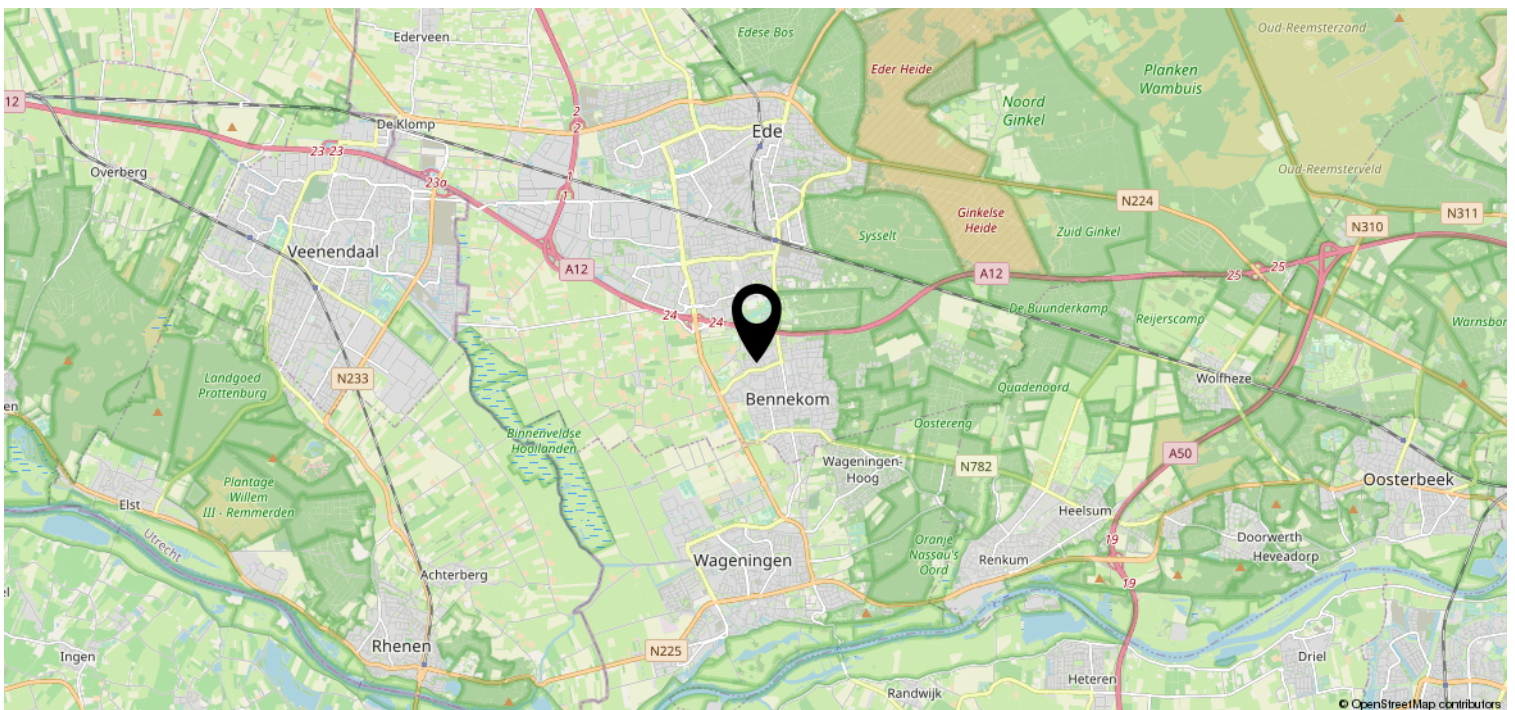 Ederveen
Edese Bos
Oud-Reemsterzand
Eder Heide
Planken
Wambuis
12
2
2
Noord
Ginkel
De Klomp
Ede
23 23
Overberg
23a
1
1
Oud-Reemsterveld
N224
Ginkelse
Heide
N311
N310
Sysselt
Zuid Ginkel
Veenendaal
A12
A12
25
25
De Buunderkamp
24
24
Reijerscamp
Warnsbor
Landgoed
Prattenburg
N233
Wolfheze
Quadenoord
Bennekom
en
Oostereng
Binnenveldse
Hooilanden
A50
Wageningen-
Hoog
N782
Plantage
Willem
III - Remmerden
Oosterbeek
Elst
Heelsum
Utrecht
Oranje
Nassau's
Oord
19
Doorwerth
Heveadorp
Wageningen
Renkum
Achterberg
19
el
Rhenen
N225
Ingen
Driel
Heteren
Randwijk
© OpenStreetMap contributors